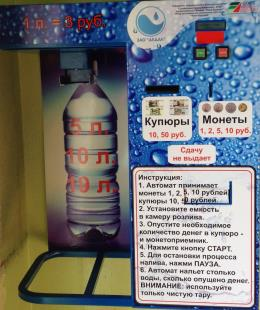 1 л. = 3 руб.
5 л.
10 л.
19 л.
Купюры
10, 50 руб.
Монеты
1, 2, 5, 10 руб.
Сдачу
не выдает
Инструкция:
1. Автомат принимает
монеты 1, 2, 5, 10 рублей,
купюры 10, 50 рублей
2. Установите емкость
в камеру розлива.
3. Опустите необходимое
количество денег в купюро -
и монетоприемник.
4. Нажмите кнопку СТАРТ.
5. Для остановки процесса
налива, нажми ПАУЗА.
6. Автомат нальет столько
воды, сколько опущено денег.
ВНИМАНИЕ: используйте
только чистую тару.